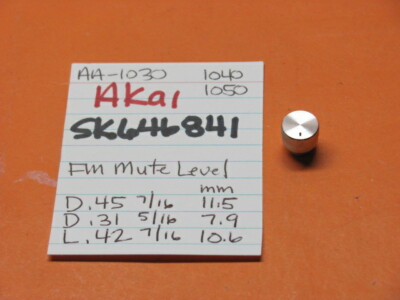 AA-1030 1040
1050
AKai
SK646841
FM Mute Level
mm
D.45 7/16 11.5
D.31 5/16 7.9
L.42 7/16 10.6